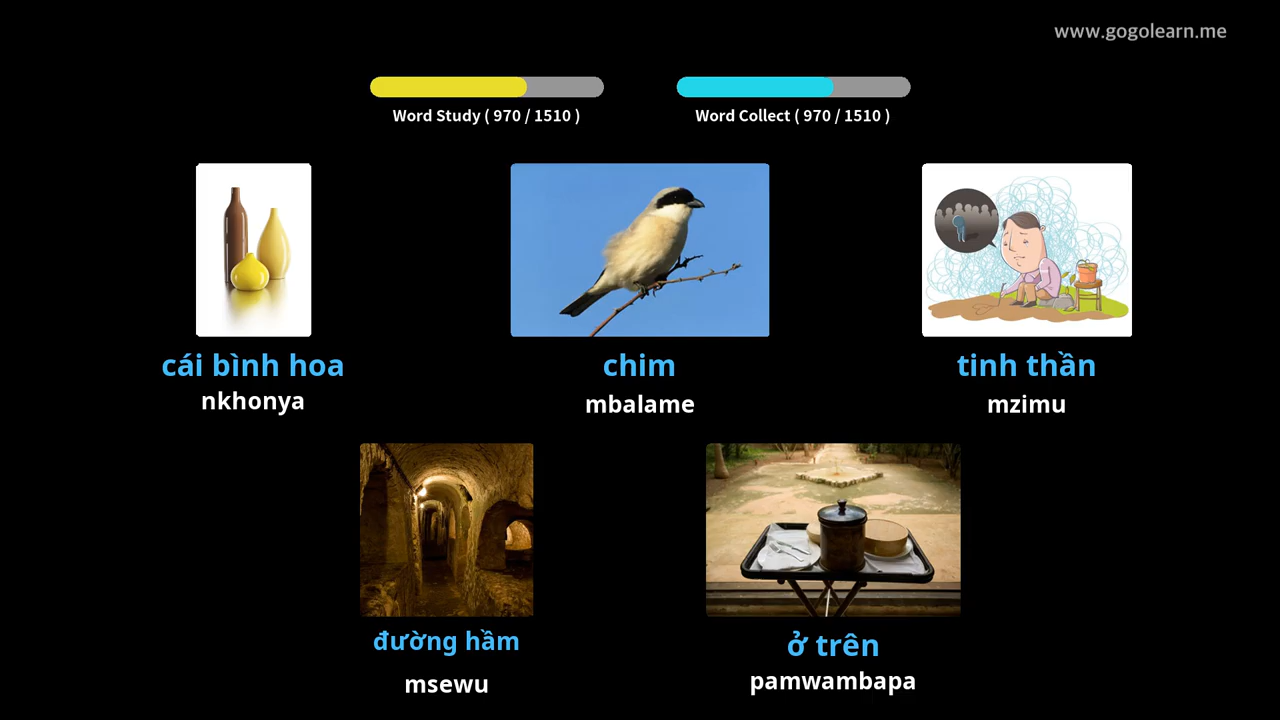 www.gogolearn.me
Word Study ( 970 / 1510 )
Word Collect ( 970 / 1510 )
cái bình hoa
nkhonya
chim
mbalame
tinh thần
mzimu
đường hầm
msewu
ở trên
pamwambapa